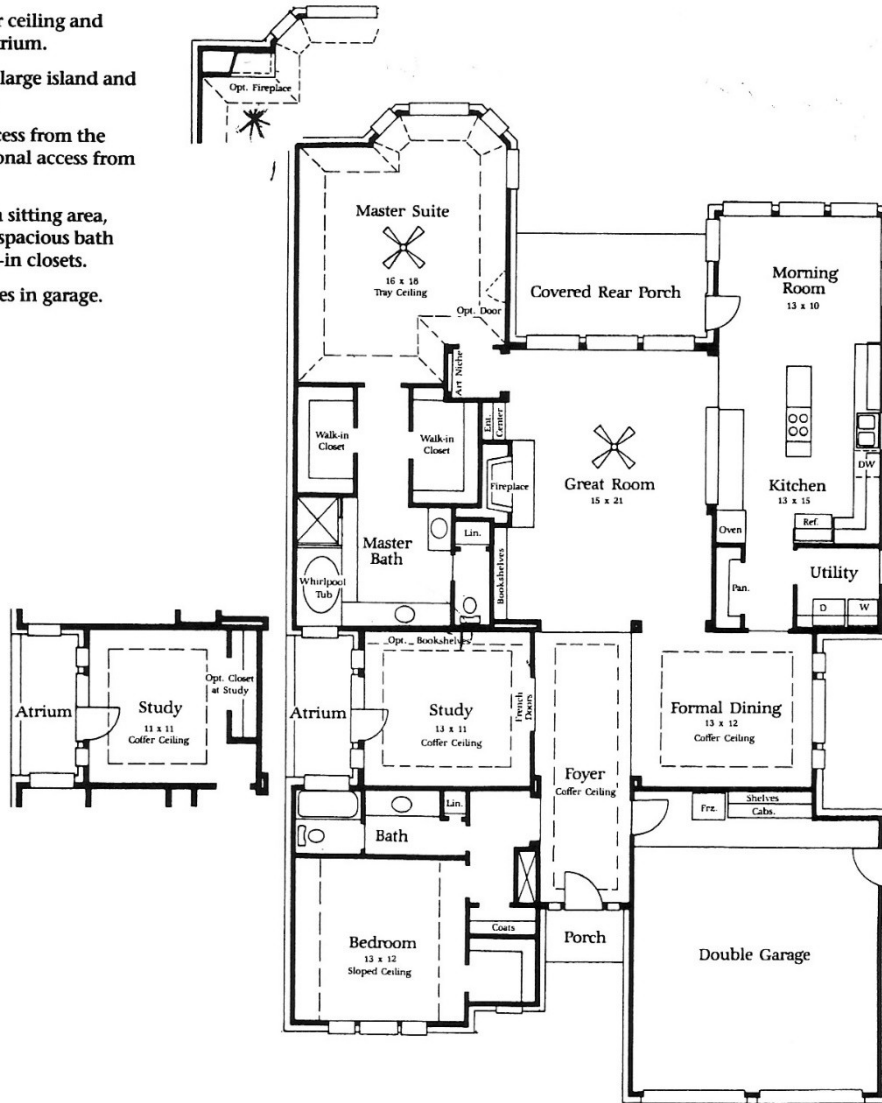 r ceiling and
trium.
large island and
cess from the
onal access from
a sitting area,
spacious bath
-in closets.
es in garage.
Opt. Fireplace
Master Suite
16 x 18
Tray Ceiling
Opt. Door
Covered Rear Porch
Morning
Room
13 x 10
Art Niche
Walk-in
Closet
Walk-in
Closet
Ent.
Center
Fireplace
Great Room
15 x 21
Kitchen
13 x 15
DW
Oven
Ref.
Master
Bath
Lin.
Whirlpool
Tub
Bookshelves
Pan.
Utility
D
W
Atrium
Study
11 x 11
Coffer Ceiling
Opt. Closet
at Study
Opt. Bookshelves
Atrium
Study
13 x 11
Coffer Ceiling
French
Doors
Foyer
Coffer Ceiling
Formal Dining
13 x 12
Coffer Ceiling
Bath
Lin.
Frz.
Shelves
Cabs.
Bedroom
13 x 12
Sloped Ceiling
Coats
Porch
Double Garage